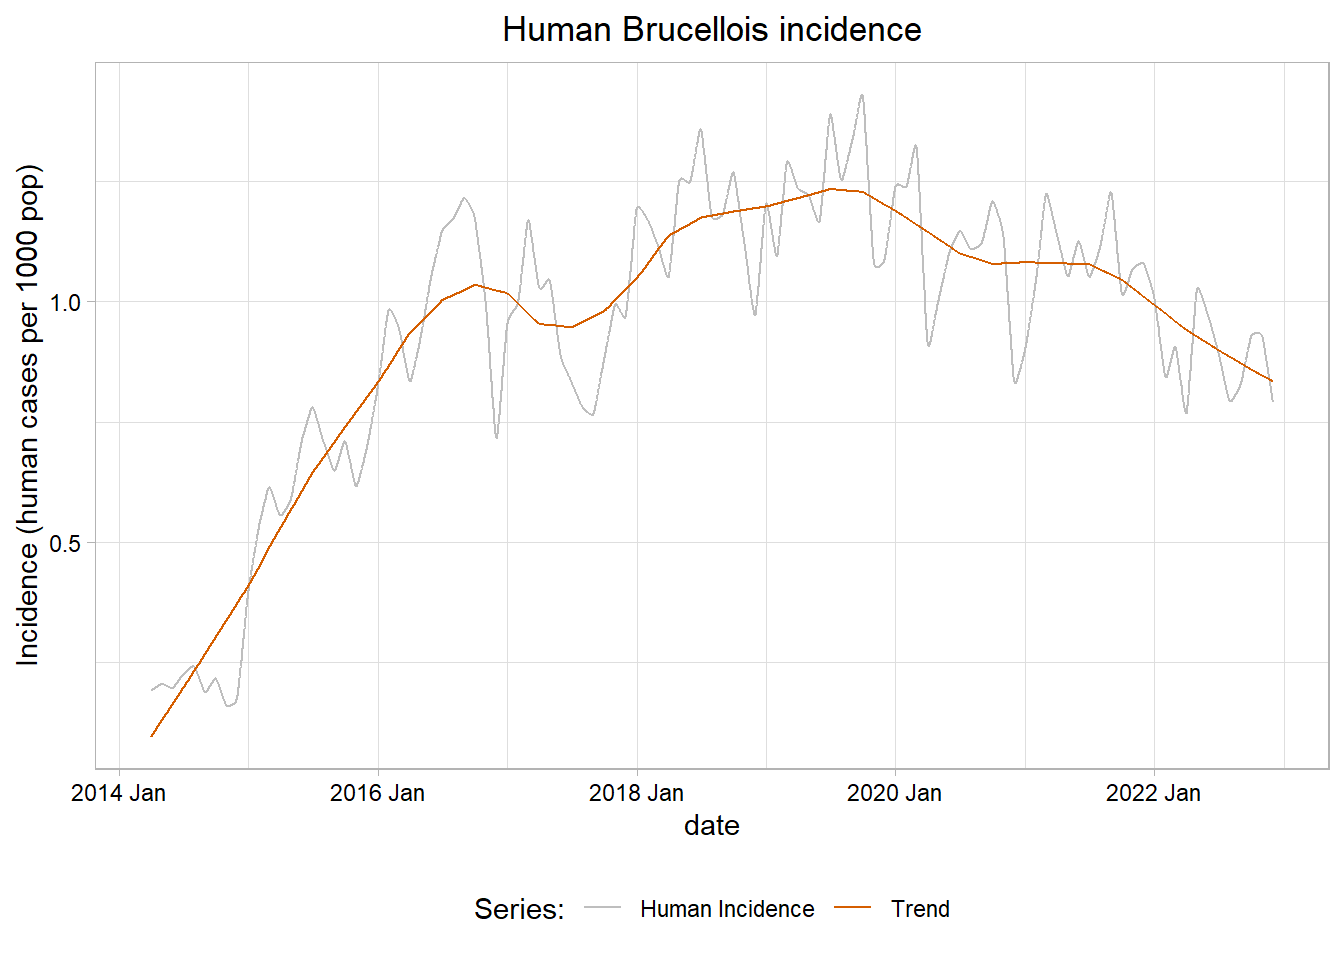 Human Brucellois incidence
Incidence (human cases per 1000 pop)
1.0
0.5
2014 Jan
2016 Jan
2018 Jan
2020 Jan
2022 Jan
date
Series:
Human Incidence
Trend